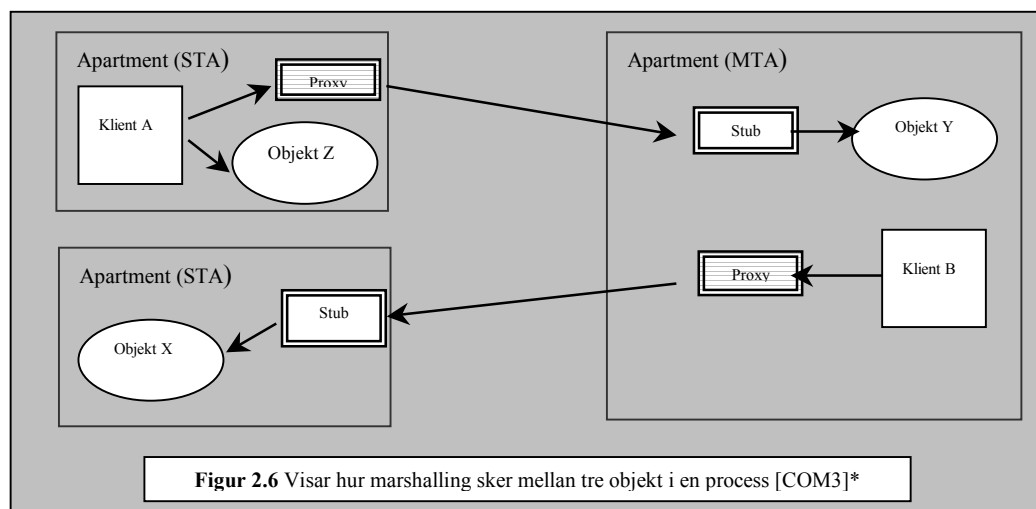 Apartment (STA)
Proxy
Klient A
Objekt Z
Apartment (MTA)
Stub
Objekt Y
Proxy
Klient B
Apartment (STA)
Stub
Objekt X
Figur 2.6 Visar hur marshalling sker mellan tre objekt i en process [COM3]*